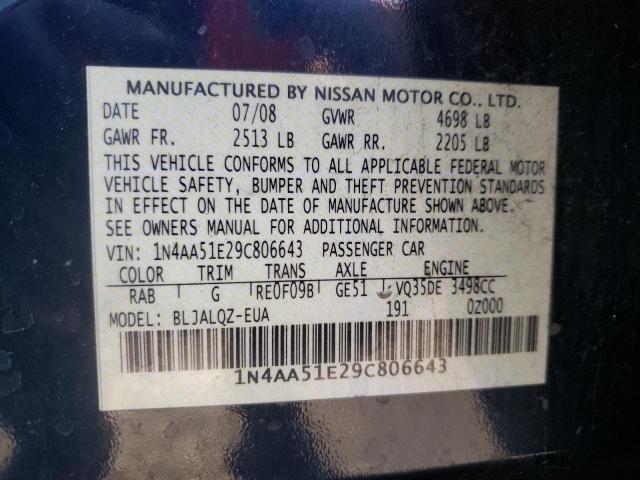 MANUFACTURED BY NISSAN MOTOR CO., LTD.
DATE 07/08 GVWR 4698 LB
GAWR FR. 2513 LB GAWR RR. 2205 LB
THIS VEHICLE CONFORMS TO ALL APPLICABLE FEDERAL MOTOR
VEHICLE SAFETY, BUMPER AND THEFT PREVENTION STANDARDS
IN EFFECT ON THE DATE OF MANUFACTURE SHOWN ABOVE.
SEE OWNERS MANUAL FOR ADDITIONAL INFORMATION.
VIN: 1N4AA51E29C806643 PASSENGER CAR
COLOR TRIM TRANS AXLE ENGINE
RAB G RE0F09B GE51 VQ35DE 3498CC
MODEL: BLJALQZ-EUA 191 0Z000
1N4AA51E29C806643